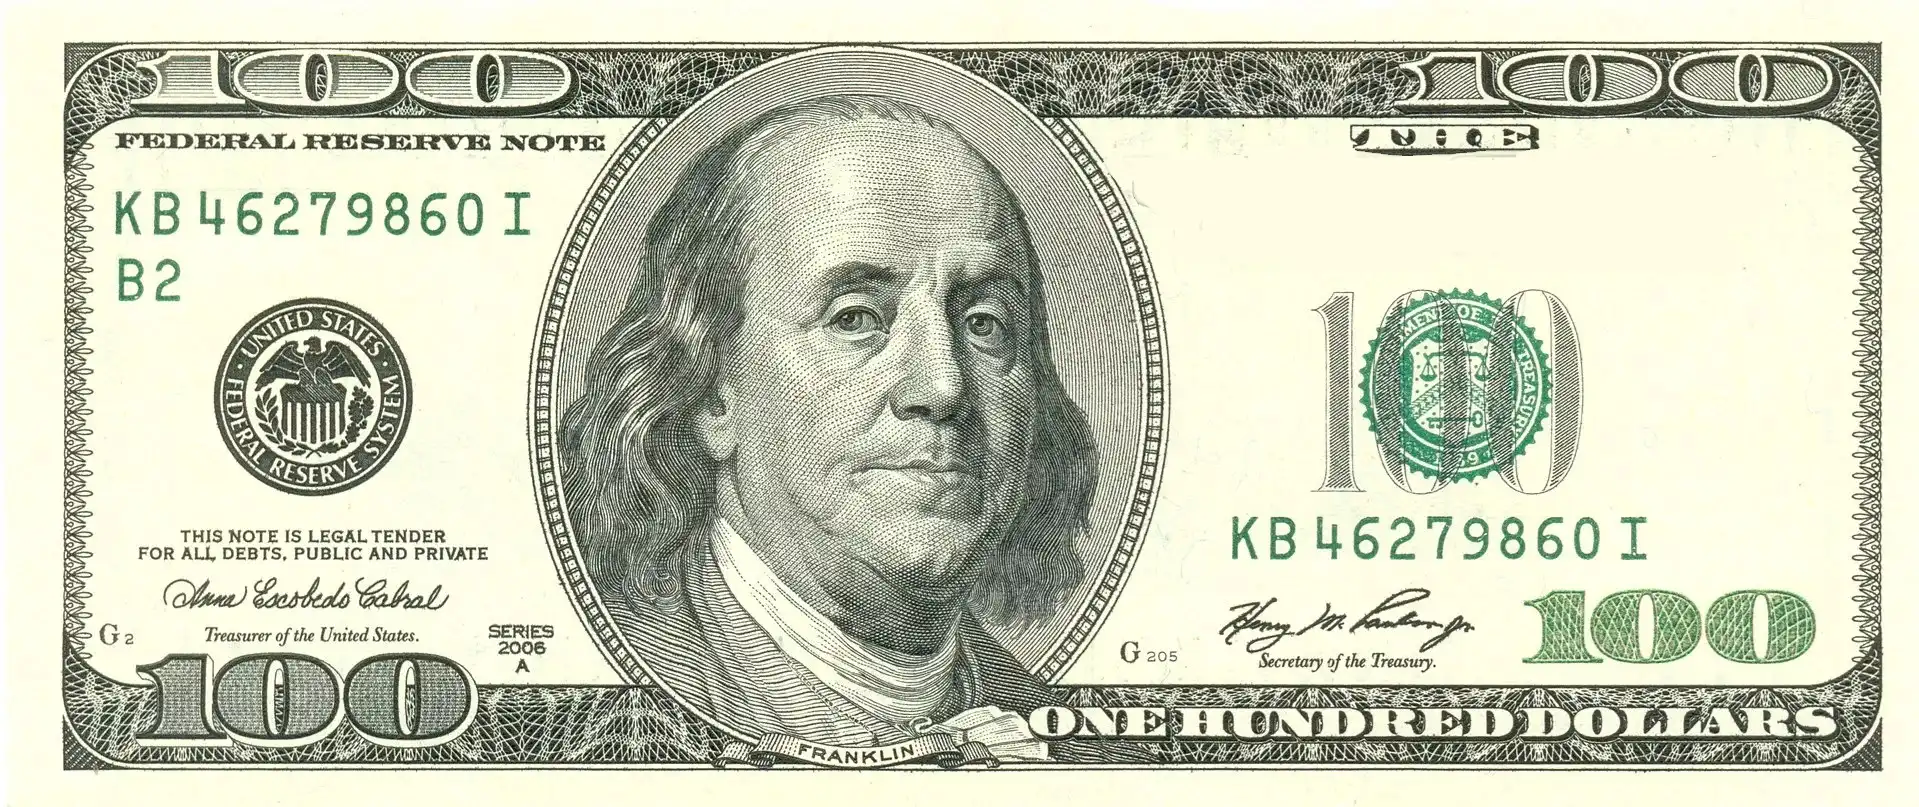 100
100
FEDERAL RESERVE NOTE
KB 46279860 I
B2
UNITED STATES
FEDERAL RESERVE SYSTEM
100
THIS NOTE IS LEGAL TENDER
FOR ALL DEBTS, PUBLIC AND PRIVATE
KB 46279860 I
Anna Escobedo Cabral
Treasurer of the United States.
G2
SERIES
2006
A
G 205
Henry M. Paulson Jr.
Secretary of the Treasury.
100
100
FRANKLIN
ONE HUNDRED DOLLARS